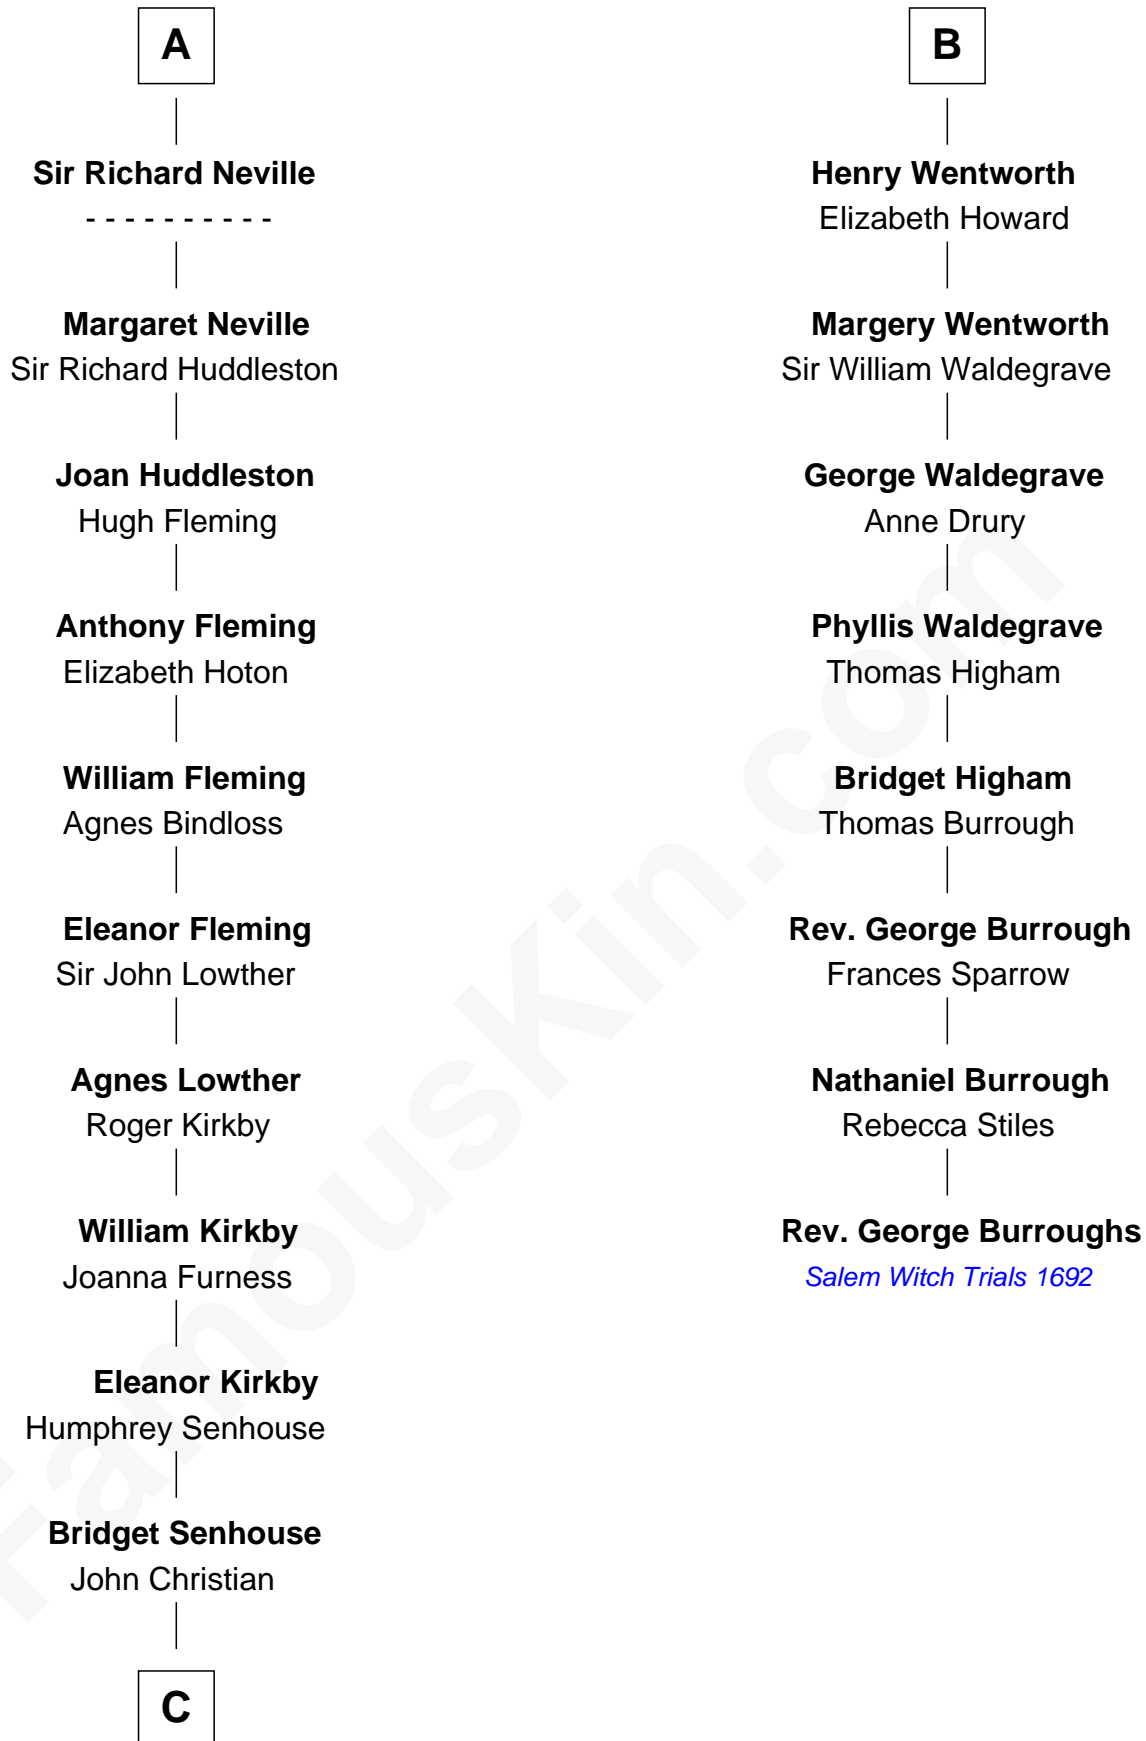 A
Sir Richard Neville
- - - - - - - - - -
Margaret Neville
Sir Richard Huddleston
Joan Huddleston
Hugh Fleming
Anthony Fleming
Elizabeth Hoton
William Fleming
Agnes Bindloss
Eleanor Fleming
Sir John Lowther
Agnes Lowther
Roger Kirkby
William Kirkby
Joanna Furness
Eleanor Kirkby
Humphrey Senhouse
Bridget Senhouse
John Christian
C
B
Henry Wentworth
Elizabeth Howard
Margery Wentworth
Sir William Waldegrave
George Waldegrave
Anne Drury
Phyllis Waldegrave
Thomas Higham
Bridget Higham
Thomas Burrough
Rev. George Burrough
Frances Sparrow
Nathaniel Burrough
Rebecca Stiles
Rev. George Burroughs
Salem Witch Trials 1692
FamousKin.com